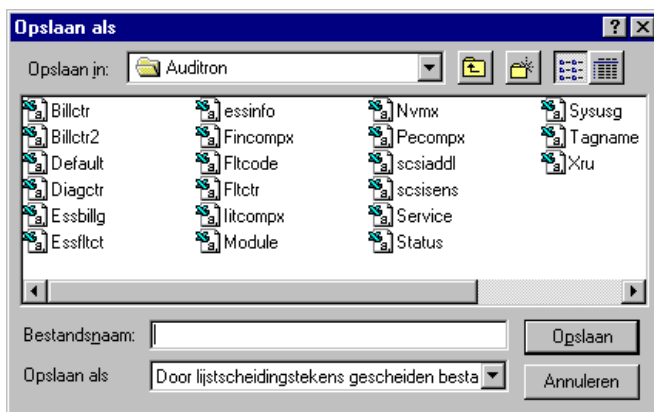 Opslaan als
Opslaan in: Auditron
Billctr essinfo Nvmx Sysusg
Billctr2 Fincompx Pecompx Tagname
Default Fltcode scsiaddl Xru
Diagctr Fltctr scsisens
Essbillg Iitcompx Service
Essfltct Module Status
Bestandsnaam: Opslaan
Opslaan als Door lijstscheidingstekens gescheiden besta Annuleren